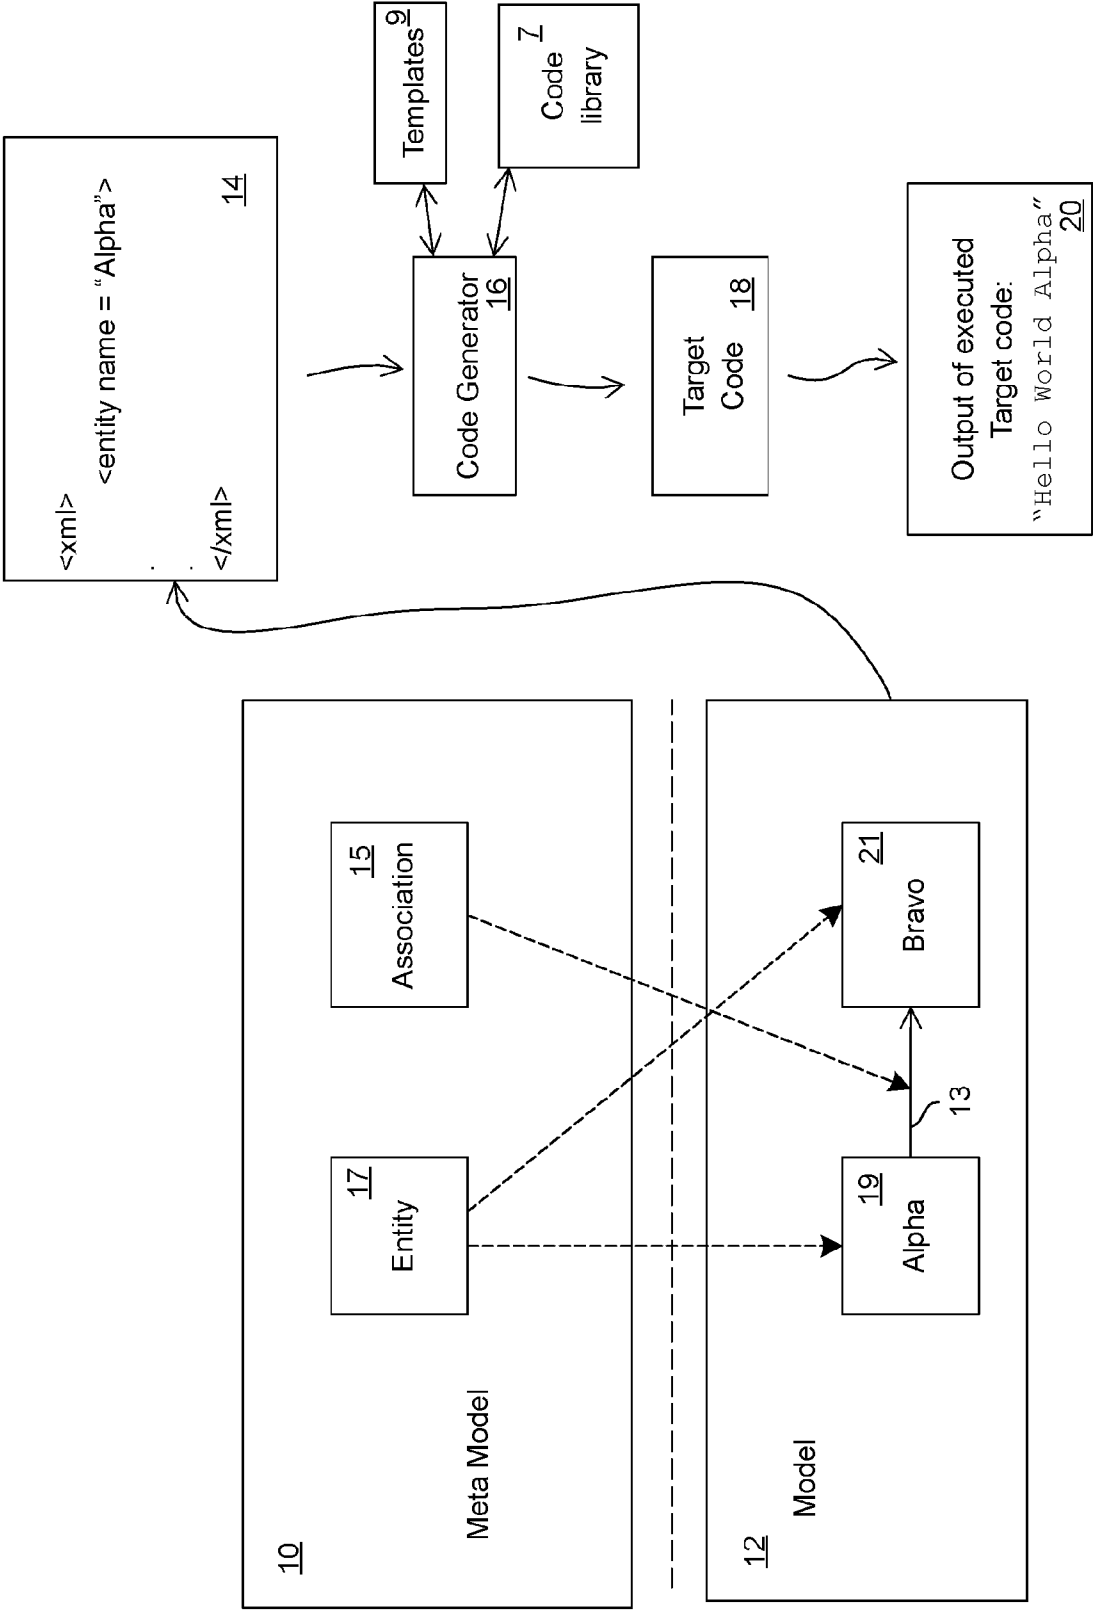 10
Meta Model
Entity
17
Association
15
12
Model
Alpha
19
13
Bravo
21
<xml>
<entity name = “Alpha”>
.
.
</xml>
14
Templates
9
Code
library
7
Code Generator
16
Target
Code
18
Output of executed
Target code:
“Hello World Alpha”
20